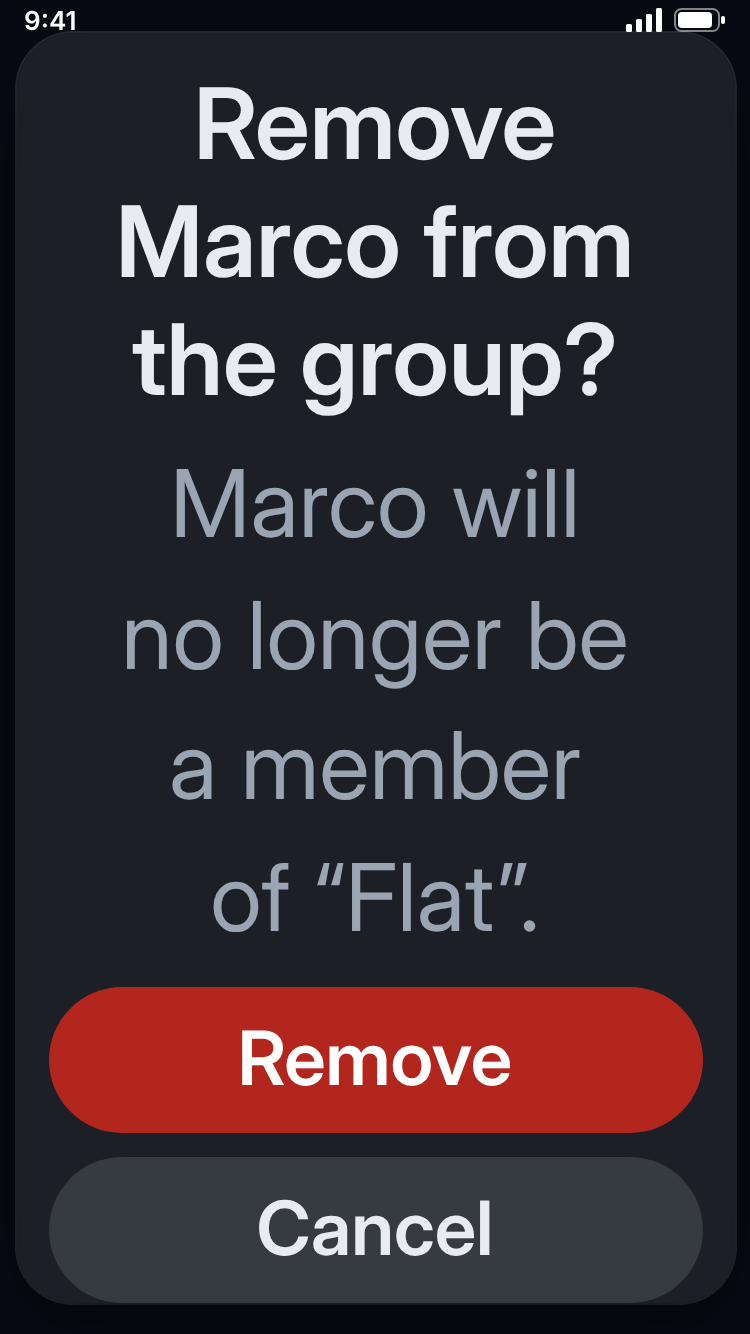 9:41
Remove
Marco from
the group?
Marco will
no longer be
a member
of “Flat”.
Remove
Cancel